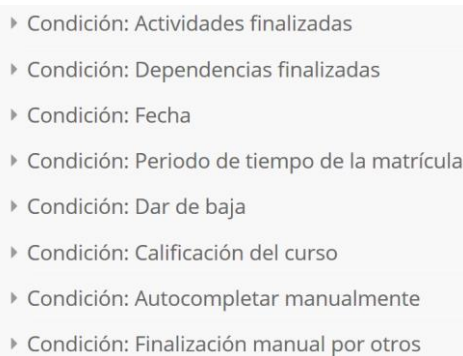 Condición: Actividades finalizadas
Condición: Dependencias finalizadas
Condición: Fecha
Condición: Periodo de tiempo de la matrícula
Condición: Dar de baja
Condición: Calificación del curso
Condición: Autocompletar manualmente
Condición: Finalización manual por otros